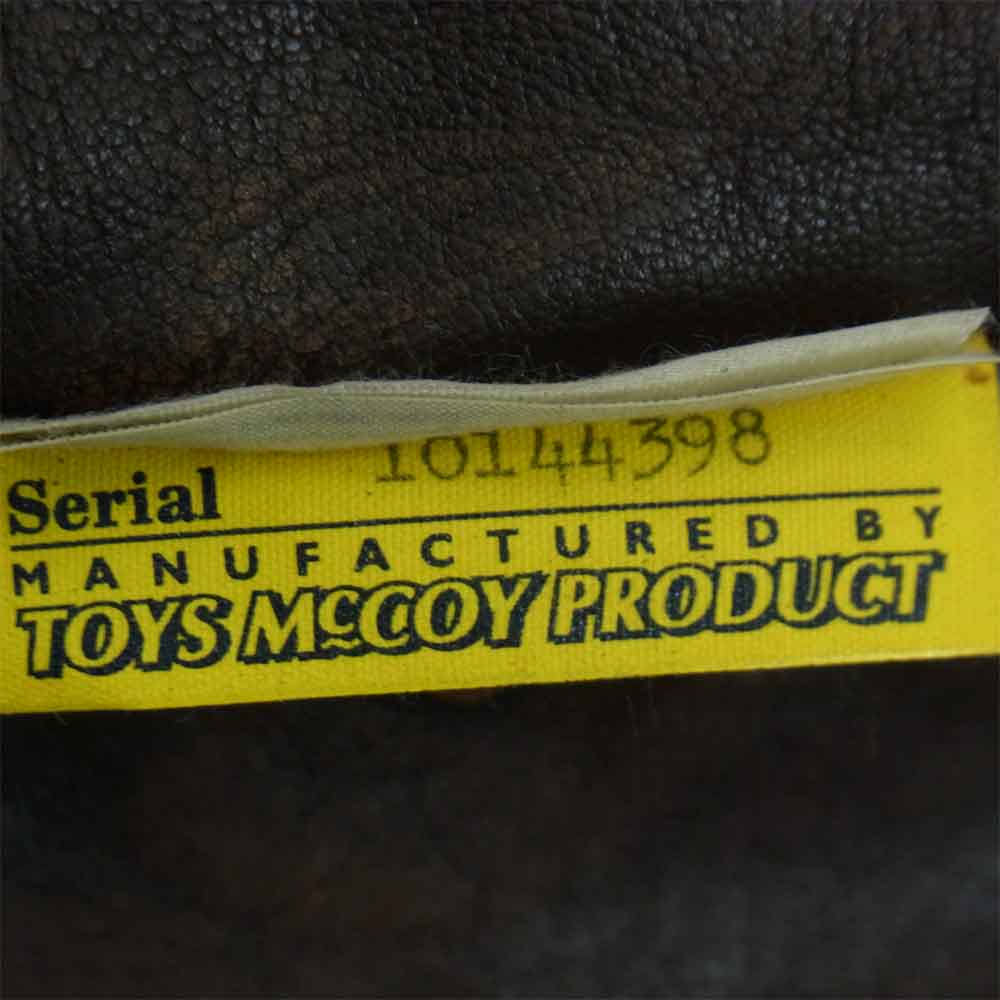 Serial 10144398
MANUFACTURED BY
TOYS McCOY PRODUCT